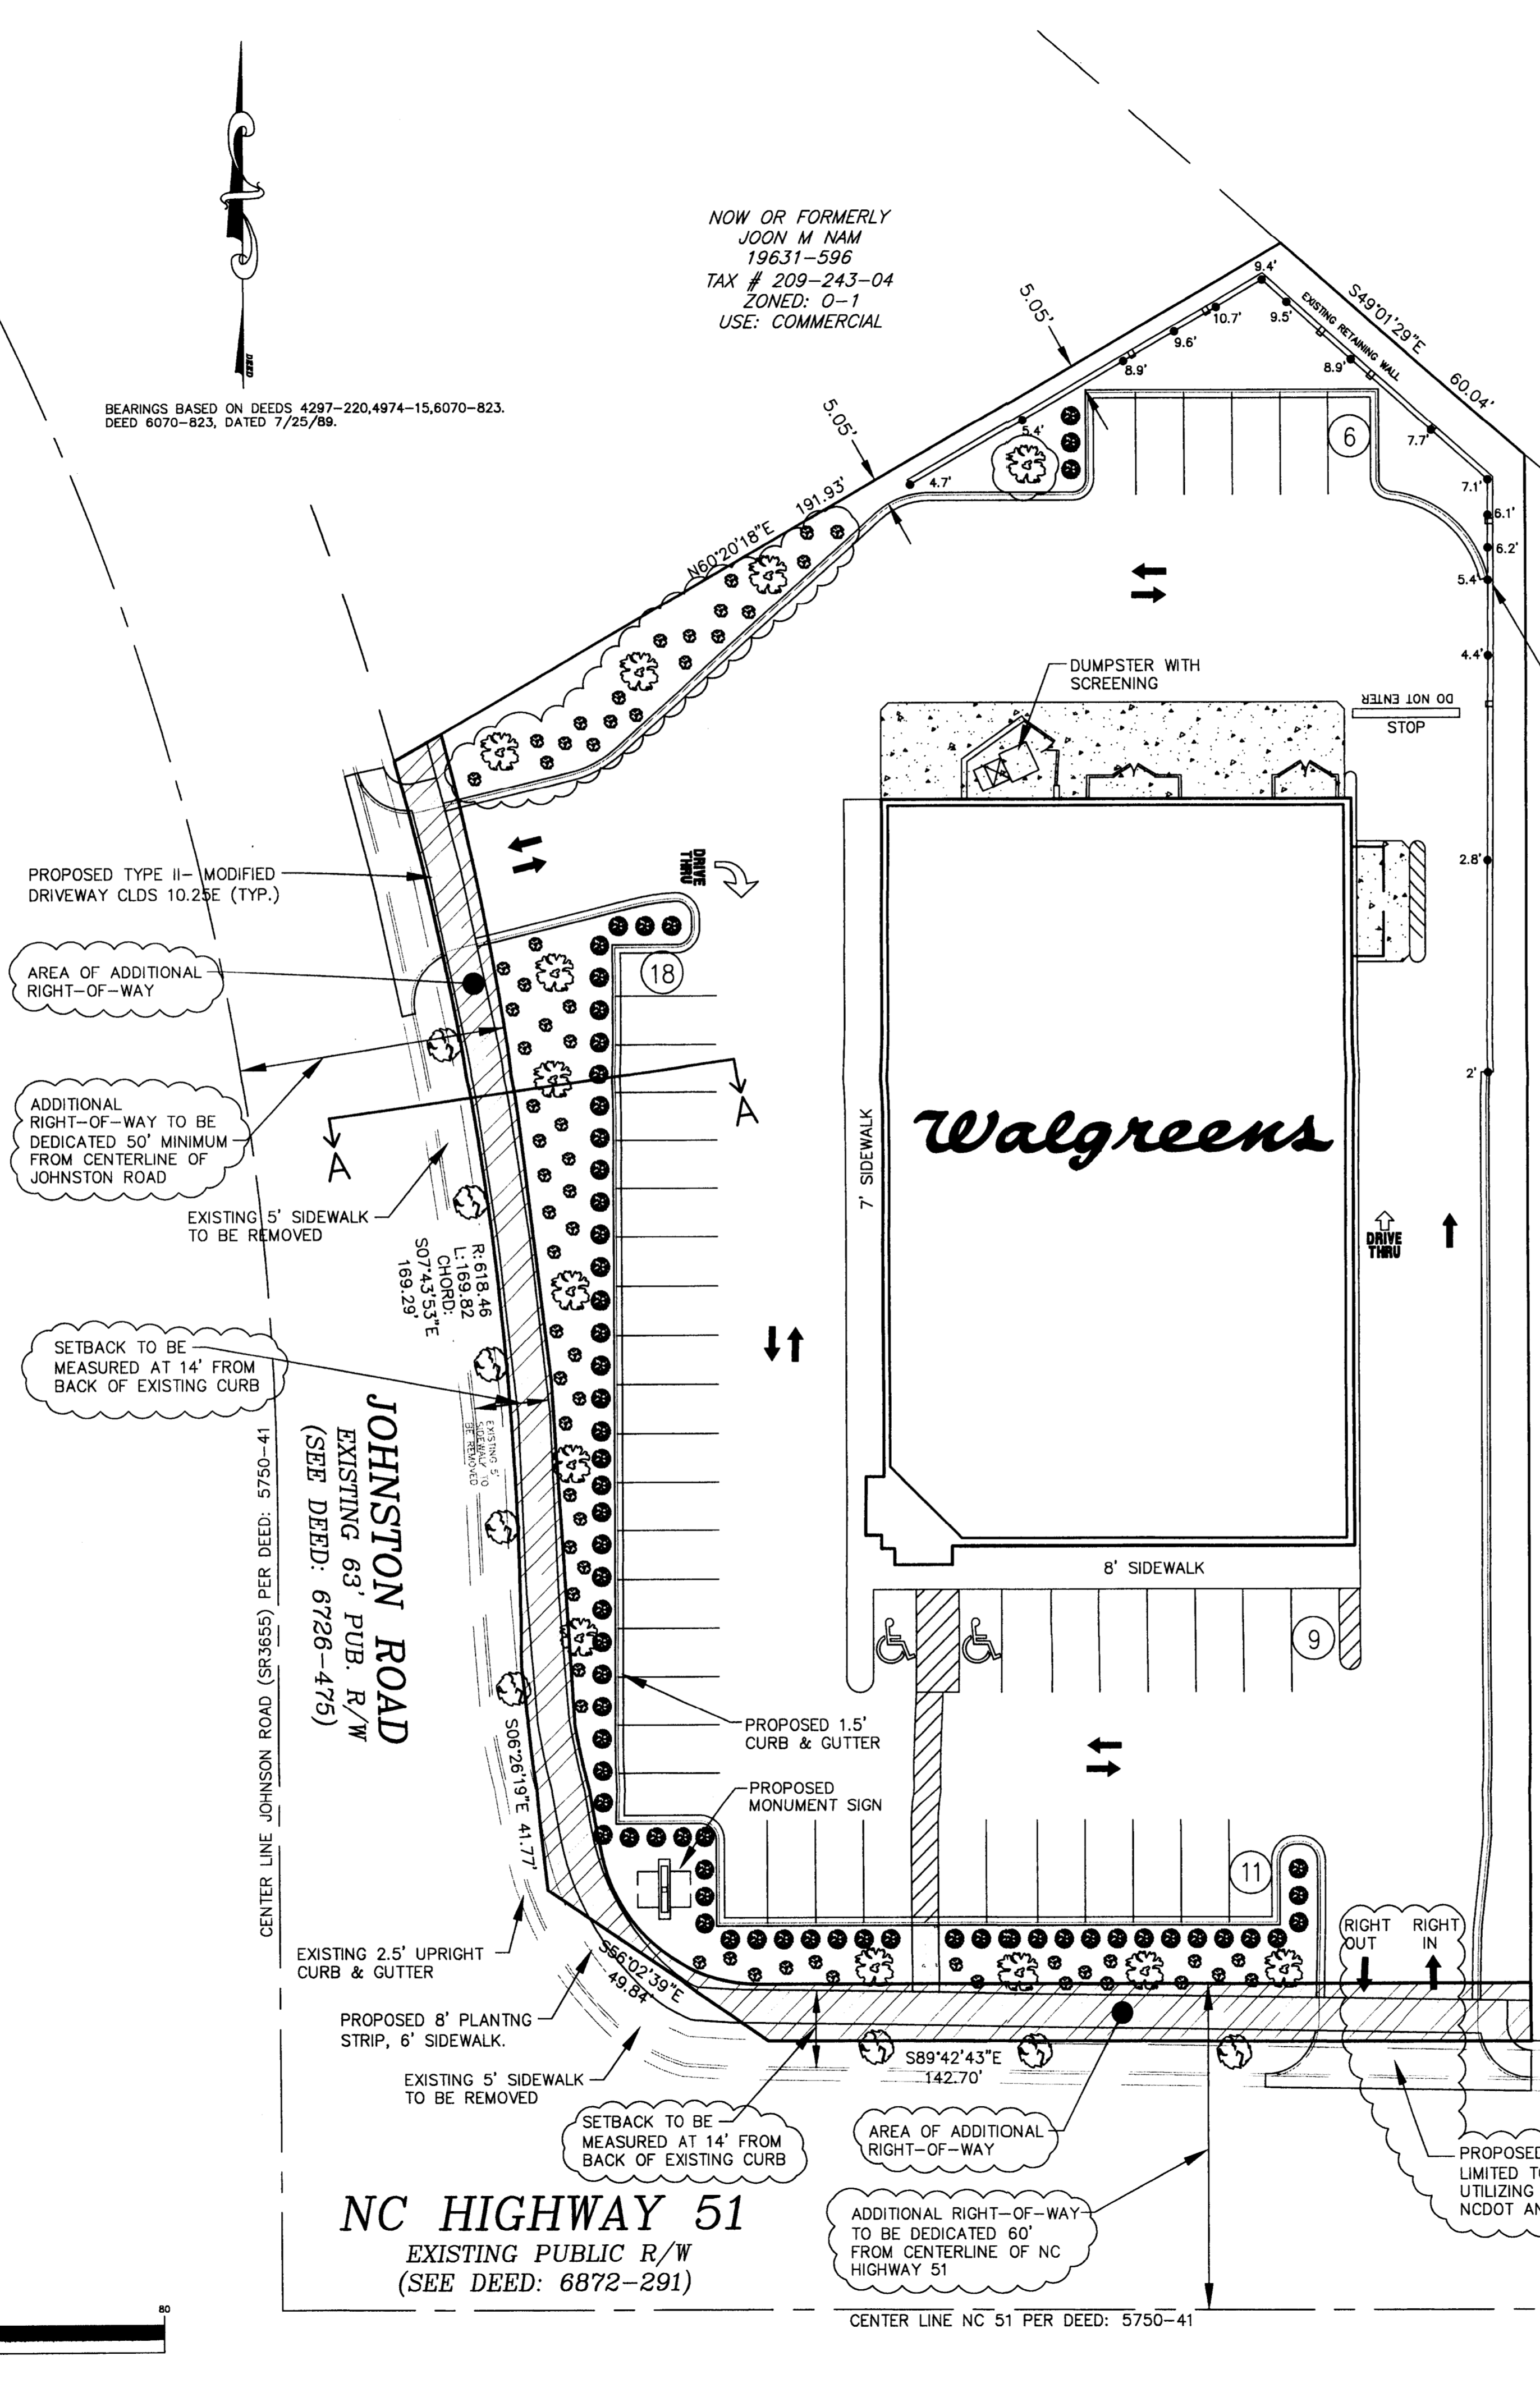 DEED
BEARINGS BASED ON DEEDS 4297-220,4974-15,6070-823.
DEED 6070-823, DATED 7/25/89.
NOW OR FORMERLY
JOON M NAM
19631-596
TAX # 209-243-04
ZONED: O-1
USE: COMMERCIAL
5.05'
5.05'
N60°20'18"E
191.93'
S49°01'29"E
60.04'
EXISTING RETAINING WALL
9.4'
9.5'
10.7'
9.6'
8.9'
8.9'
7.7'
5.4'
4.7'
7.1'
6.1'
6.2'
5.4'
4.4'
2.8'
2'
6
DUMPSTER WITH
SCREENING
DO NOT ENTER
STOP
DRIVE
THRU
18
PROPOSED TYPE II- MODIFIED
DRIVEWAY CLDS 10.25E (TYP.)
AREA OF ADDITIONAL
RIGHT-OF-WAY
ADDITIONAL
RIGHT-OF-WAY TO BE
DEDICATED 50' MINIMUM
FROM CENTERLINE OF
JOHNSTON ROAD
A
A
EXISTING 5' SIDEWALK
TO BE REMOVED
R: 618.46
L: 169.82
CHORD:
S07°43'53"E
169.29'
7' SIDEWALK
Walgreens
DRIVE
THRU
SETBACK TO BE
MEASURED AT 14' FROM
BACK OF EXISTING CURB
EXISTING 5'
SIDEWALK TO
BE REMOVED
JOHNSTON ROAD
EXISTING 63' PUB. R/W
(SEE DEED: 6726-475)
CENTER LINE JOHNSON ROAD (SR3655) PER DEED: 5750-41
8' SIDEWALK
9
PROPOSED 1.5'
CURB & GUTTER
PROPOSED
MONUMENT SIGN
S06°26'19"E 41.77'
11
RIGHT
OUT
RIGHT
IN
EXISTING 2.5' UPRIGHT
CURB & GUTTER
S56°02'39"E
49.84'
PROPOSED 8' PLANTNG
STRIP, 6' SIDEWALK.
EXISTING 5' SIDEWALK
TO BE REMOVED
S89°42'43"E
142.70'
SETBACK TO BE
MEASURED AT 14' FROM
BACK OF EXISTING CURB
AREA OF ADDITIONAL
RIGHT-OF-WAY
PROPOSED
LIMITED
UTILIZING
NCDOT
ADDITIONAL RIGHT-OF-WAY
TO BE DEDICATED 60'
FROM CENTERLINE OF NC
HIGHWAY 51
NC HIGHWAY 51
EXISTING PUBLIC R/W
(SEE DEED: 6872-291)
CENTER LINE NC 51 PER DEED: 5750-41
80